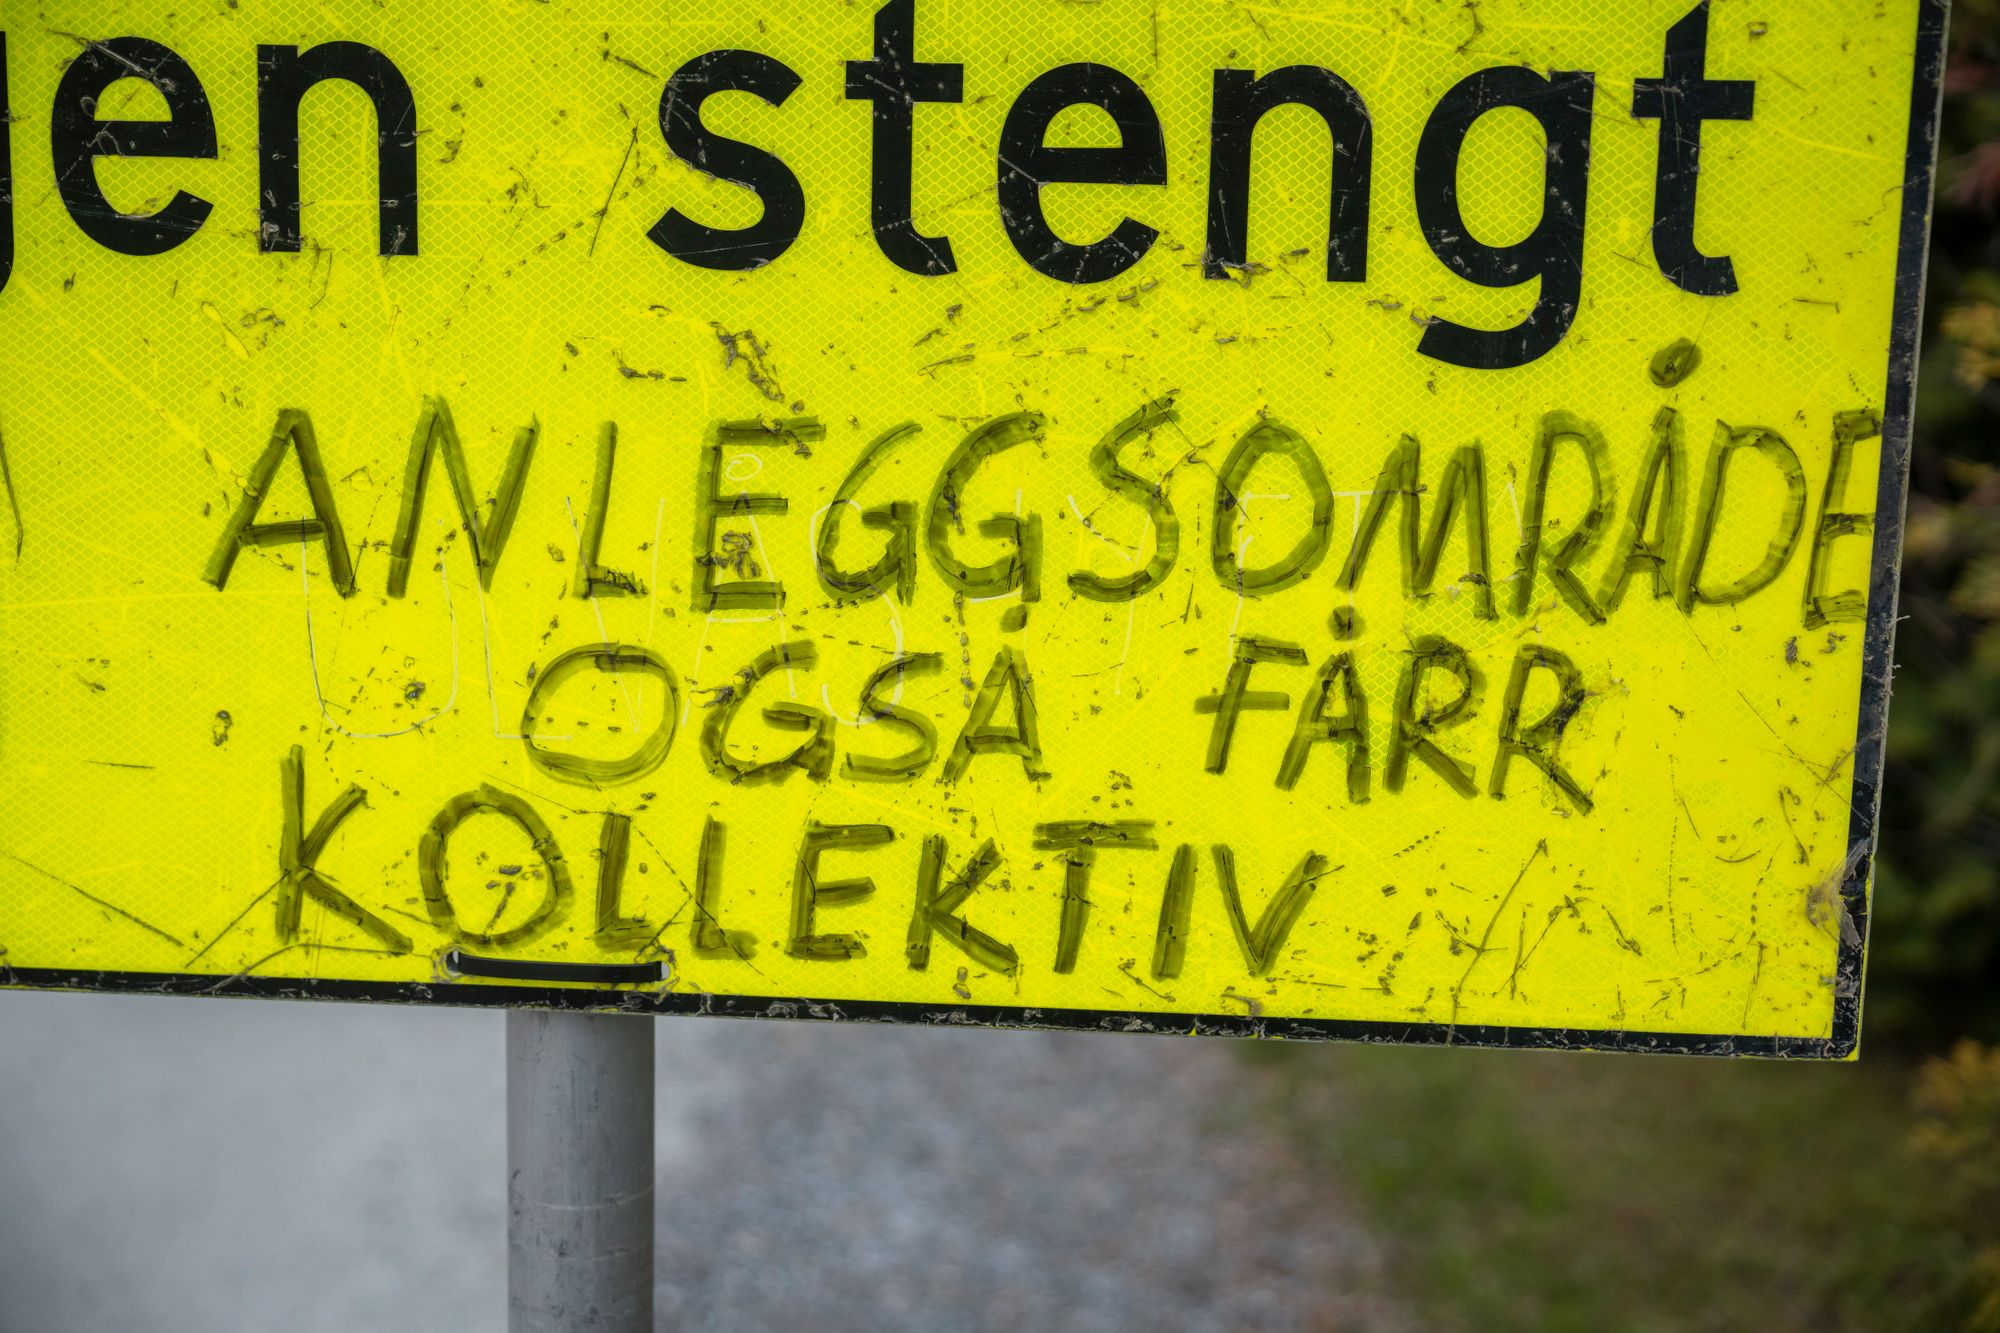 gen stengt
ANLEGGSOMRÅDE
OGSÅ FÅRR
KOLLEKTIV